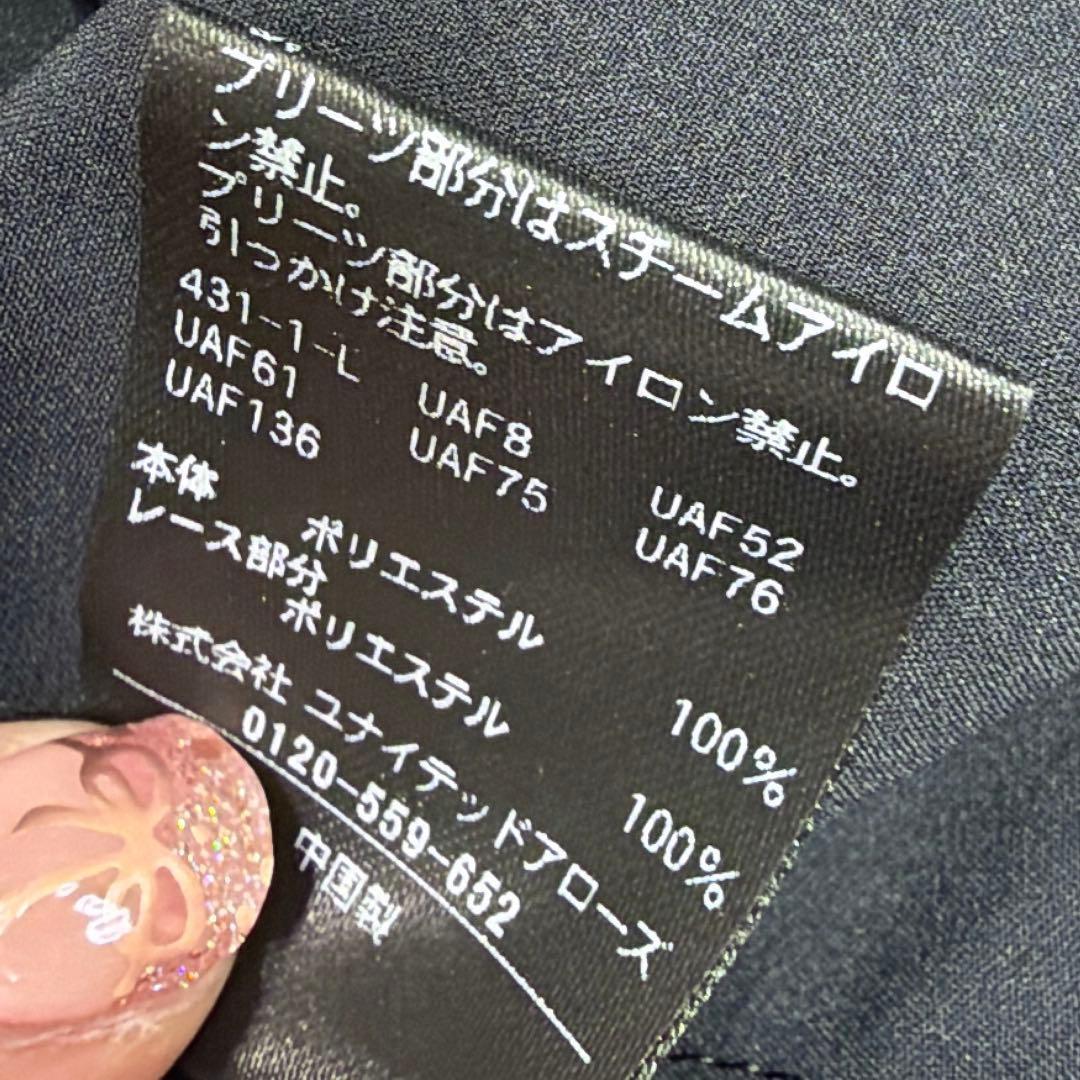 プリーツ部分はスチームアイロ
ン禁止。
プリーツ部分はアイロン禁止。
引っかけ注意。
431-1-L UAF8 UAF52
UAF61 UAF75 UAF76
UAF136
本体
ポリエステル 100%
レース部分
ポリエステル 100%
株式会社 ユナイテッドアローズ
0120-559-652
中国製